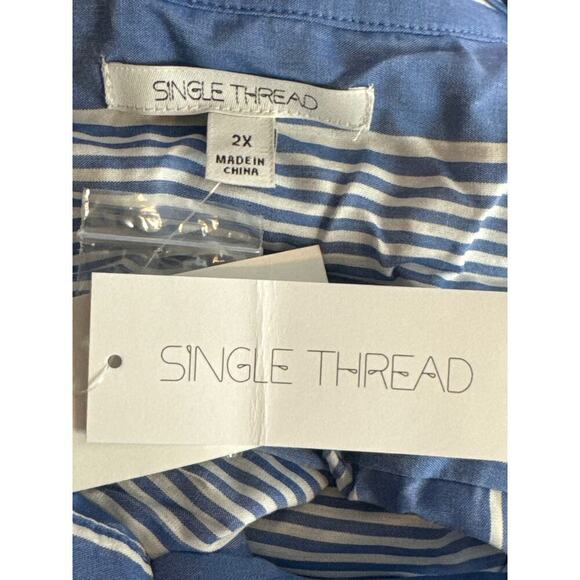 SINGLE THREAD
2X
MADE IN
CHINA
SINGLE THREAD